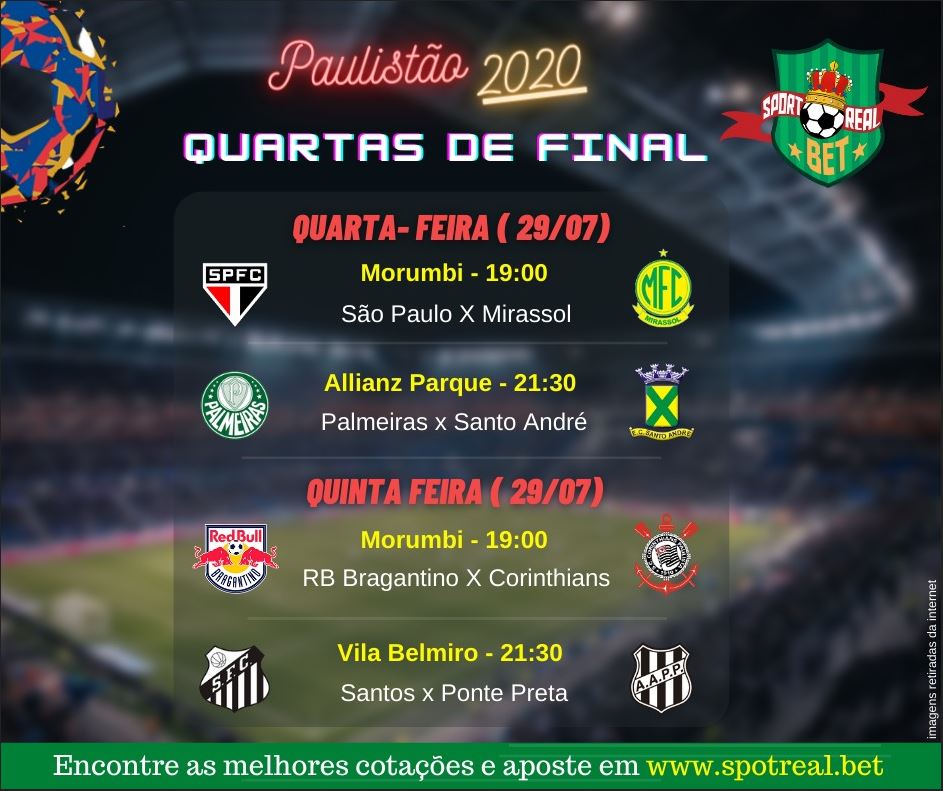 Paulistão 2020
SPORT REAL
BET
QUARTAS DE FINAL
QUARTA- FEIRA ( 29/07)
SPFC
Morumbi - 19:00
São Paulo X Mirassol
MFC
MIRASSOL
PALMEIRAS
Allianz Parque - 21:30
Palmeiras x Santo André
E.C. SANTO ANDRÉ
QUINTA FEIRA ( 29/07)
Red Bull
BRAGANTINO
Morumbi - 19:00
RB Bragantino X Corinthians
S.F.C
Vila Belmiro - 21:30
Santos x Ponte Preta
A.A.P.P.
imagens retiradas da internet
Encontre as melhores cotações e aposte em www.spotreal.bet